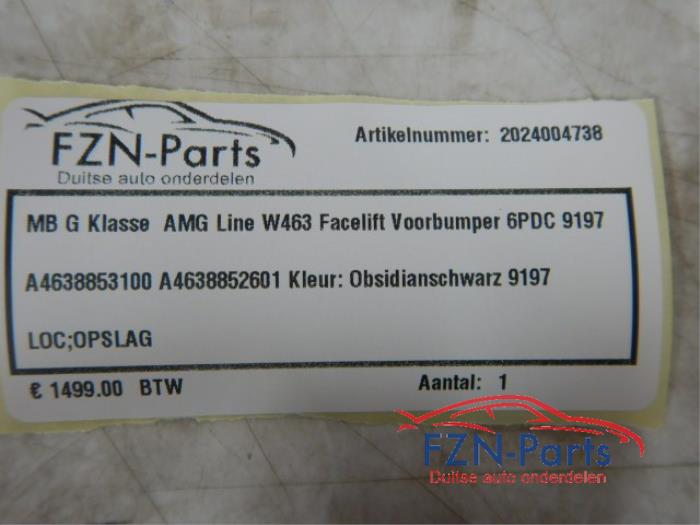 FZN-Parts
Duitse auto onderdelen
Artikelnummer: 2024004738
MB G Klasse AMG Line W463 Facelift Voorbumper 6PDC 9197
A4638853100 A4638852601 Kleur: Obsidianschwarz 9197
LOC;OPSLAG
€ 1499.00 BTW
Aantal: 1
FZN-Parts
Duitse auto onderdelen